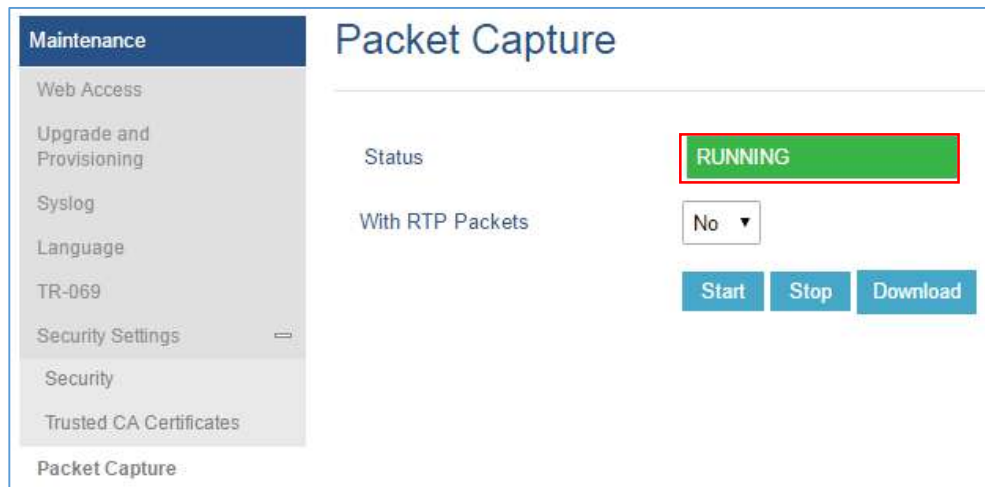 Maintenance
Web Access
Upgrade and
Provisioning
Syslog
Language
TR-069
Security Settings
Security
Trusted CA Certificates
Packet Capture
Packet Capture
Status
RUNNING
With RTP Packets
No
Start
Stop
Download